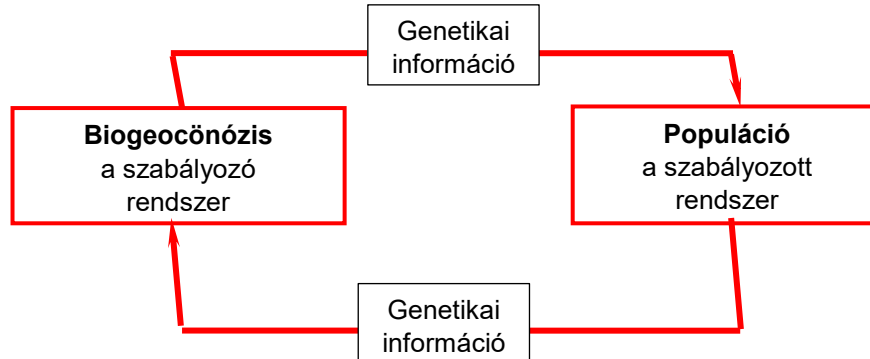 Genetikai
információ
Biogeocönózis
a szabályozó
rendszer
Populáció
a szabályozott
rendszer
Genetikai
információ